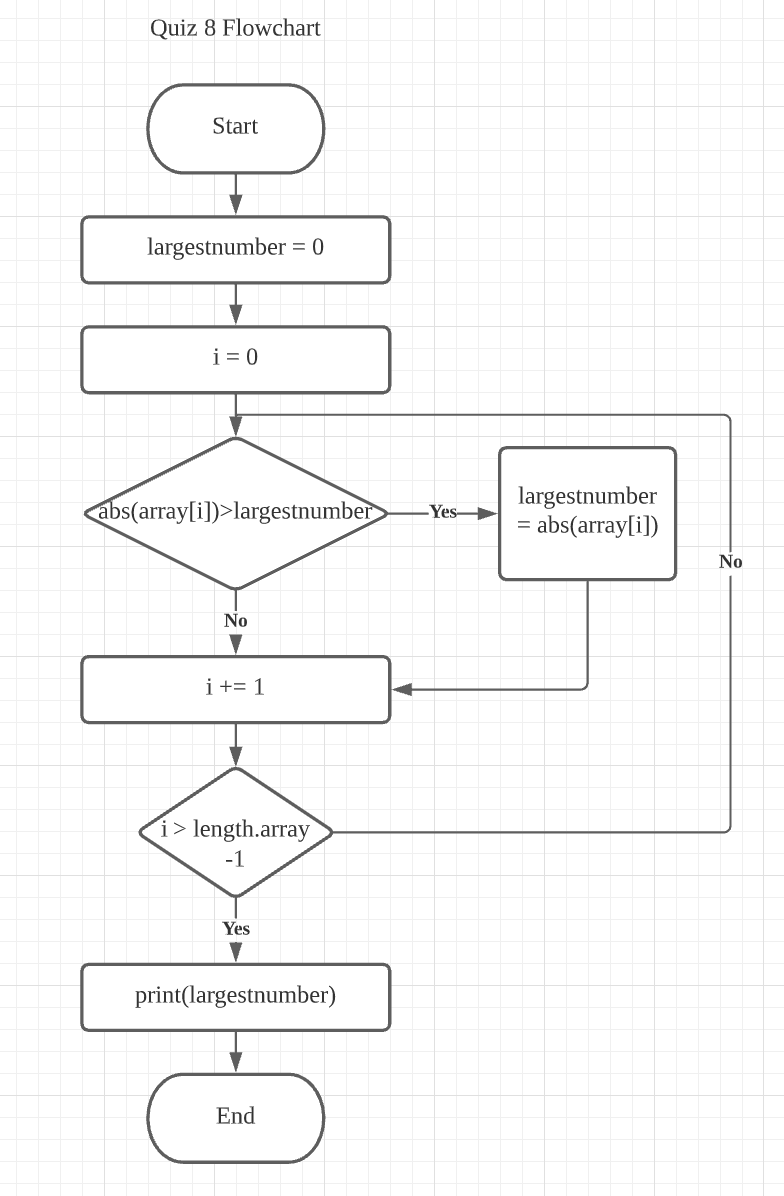 Quiz 8 Flowchart
Start
largestnumber = 0
i = 0
abs(array[i])>largestnumber
Yes
largestnumber
= abs(array[i])
No
No
i += 1
i > length.array
-1
Yes
print(largestnumber)
End